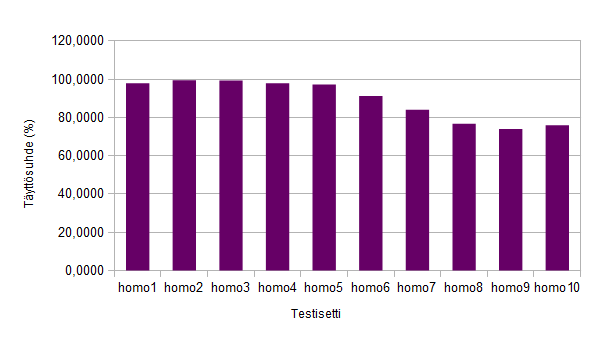 120,0000
100,0000
80,0000
60,0000
40,0000
20,0000
0,0000
Täyttösuhde (%)
homo1 homo2 homo3 homo4 homo5 homo6 homo7 homo8 homo9 homo10
Testisetti